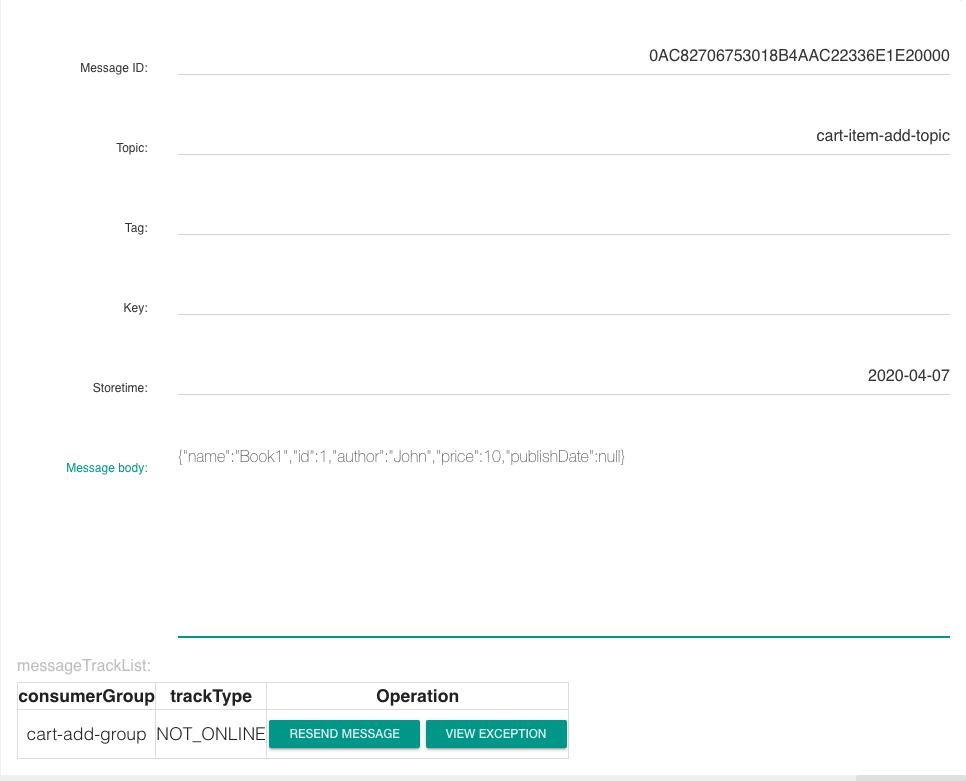 Message ID: 0AC82706753018B4AAC22336E1E20000
Topic: cart-item-add-topic
Tag:
Key:
Storetime: 2020-04-07
Message body: {"name":"Book1","id":1,"author":"John","price":10,"publishDate":null}
messageTrackList:
consumerGroup trackType Operation
cart-add-group NOT_ONLINE RESEND MESSAGE VIEW EXCEPTION